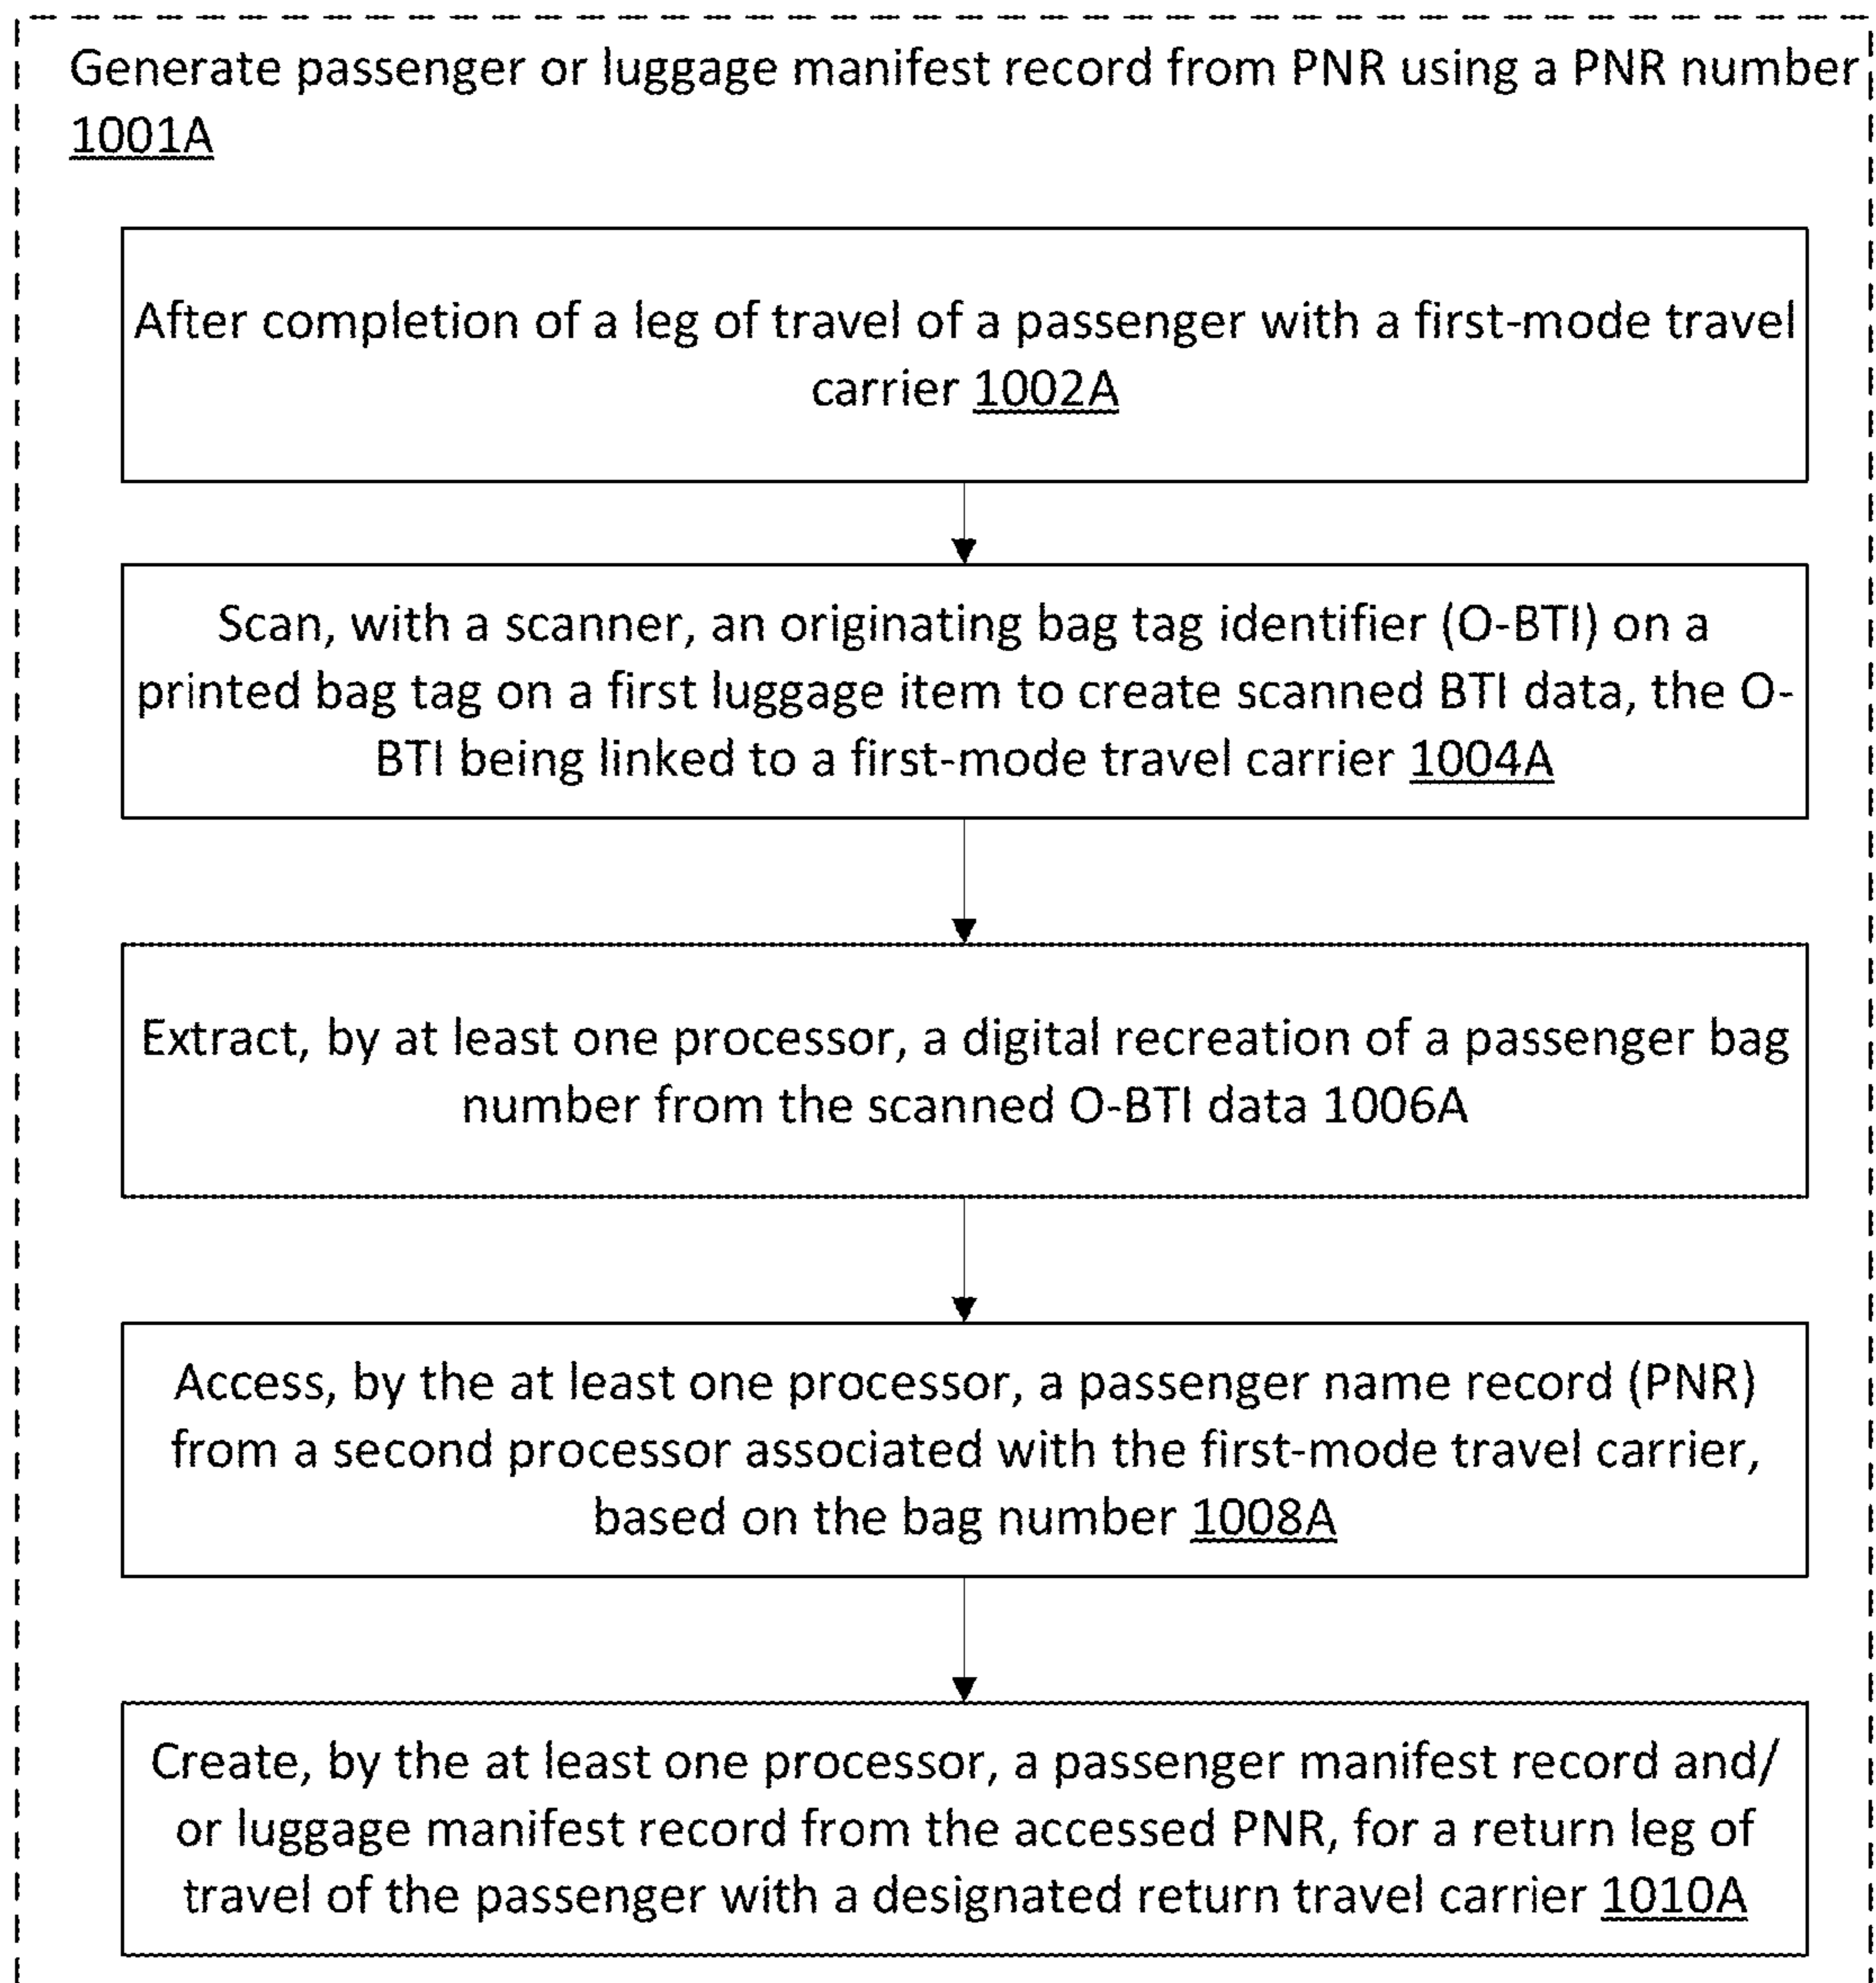 Generate passenger or luggage manifest record from PNR using a PNR number
1001A
After completion of a leg of travel of a passenger with a first-mode travel
carrier 1002A
Scan, with a scanner, an originating bag tag identifier (O-BTI) on a
printed bag tag on a first luggage item to create scanned BTI data, the O-
BTI being linked to a first-mode travel carrier 1004A
Extract, by at least one processor, a digital recreation of a passenger bag
number from the scanned O-BTI data 1006A
Access, by the at least one processor, a passenger name record (PNR)
from a second processor associated with the first-mode travel carrier,
based on the bag number 1008A
Create, by the at least one processor, a passenger manifest record and/
or luggage manifest record from the accessed PNR, for a return leg of
travel of the passenger with a designated return travel carrier 1010A